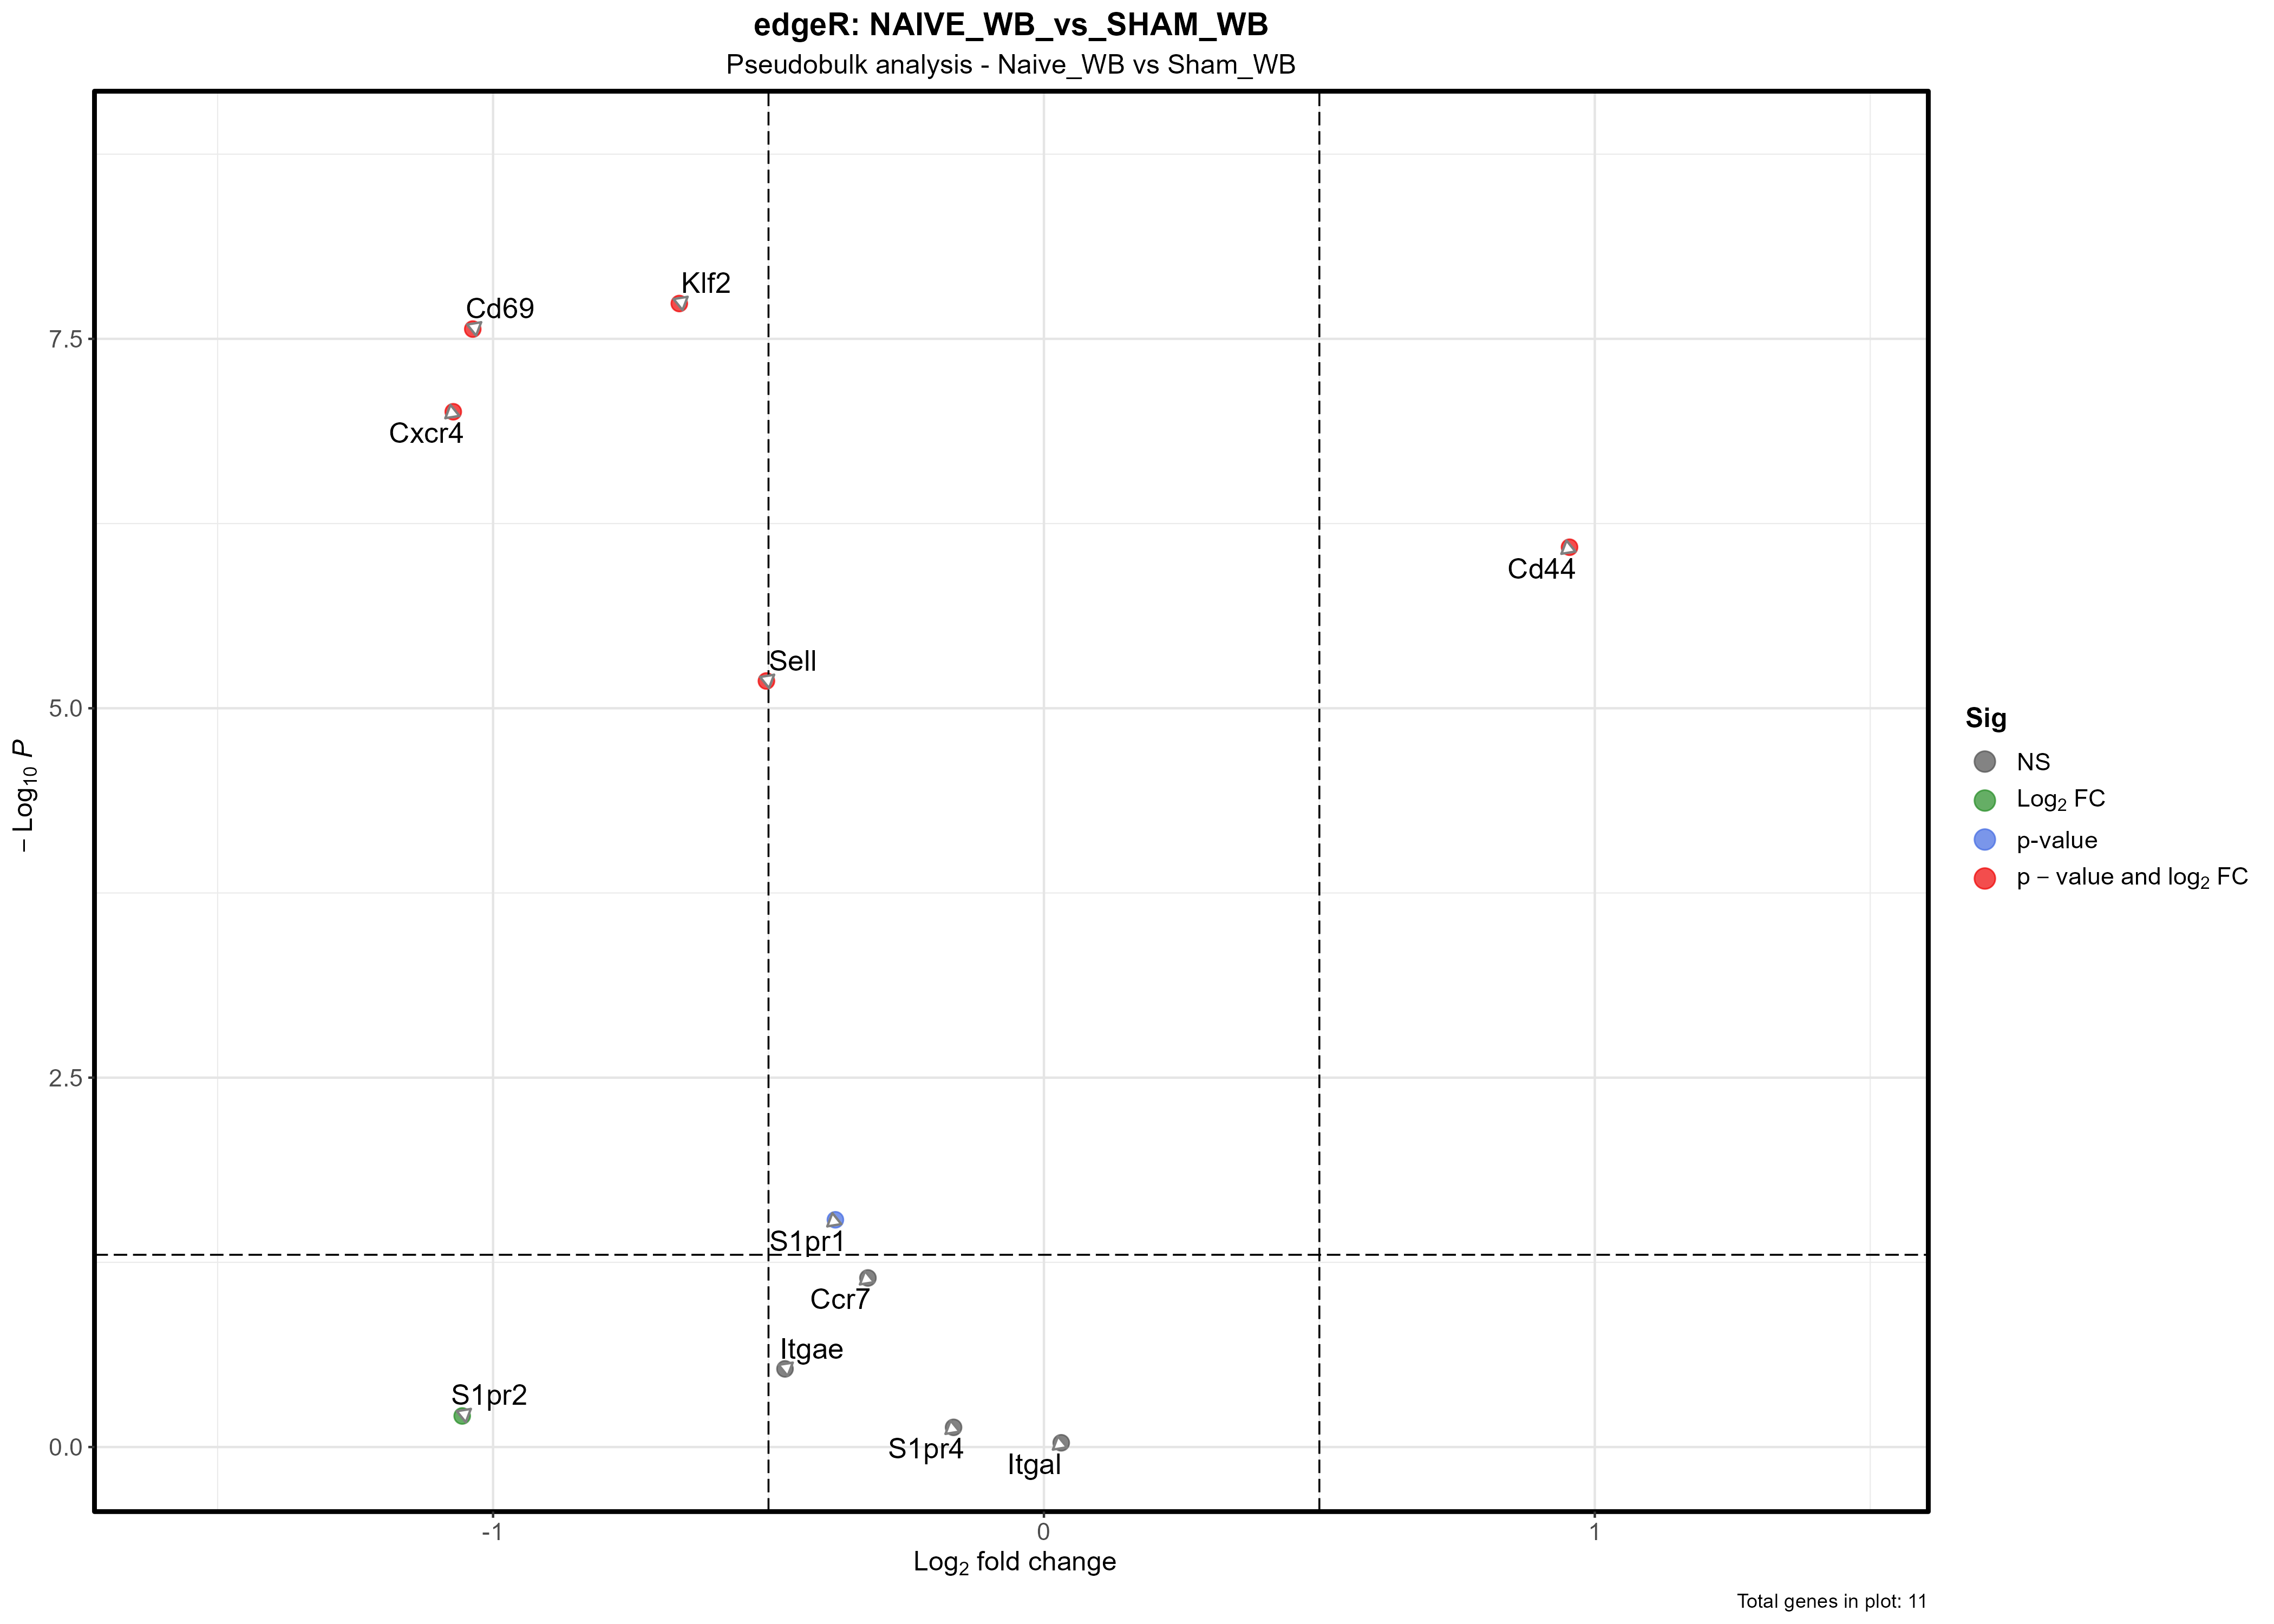 edgeR: NAIVE_WB_vs_SHAM_WB
Pseudobulk analysis - Naive_WB vs Sham_WB
Klf2
Cd69
7.5
Cxcr4
Cd44
Sell
5.0
− Log₁₀ P
Sig
NS
Log₂ FC
p-value
p − value and log₂ FC
2.5
S1pr1
Ccr7
Itgae
S1pr2
S1pr4
0.0
Itgal
-1
0
1
Log₂ fold change
Total genes in plot: 11